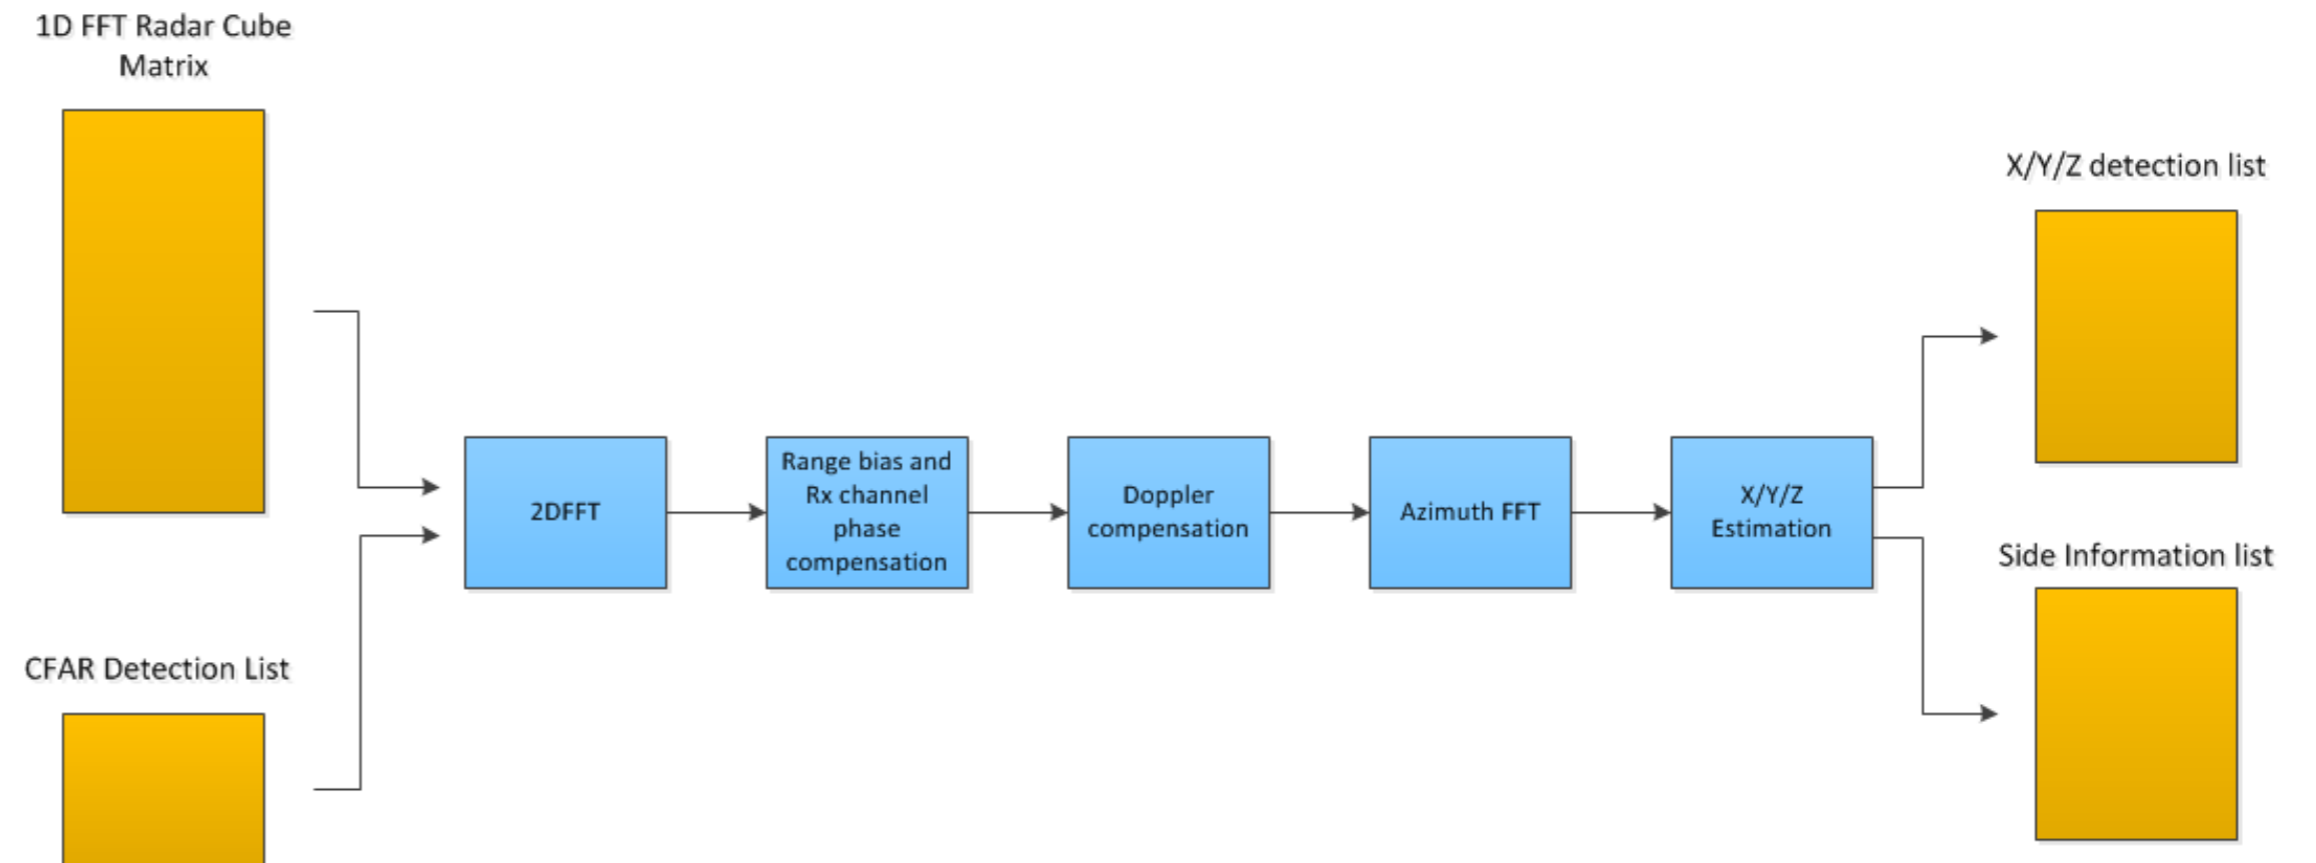 1D FFT Radar Cube
Matrix
CFAR Detection List
2DFFT
Range bias and
Rx channel
phase
compensation
Doppler
compensation
Azimuth FFT
X/Y/Z
Estimation
X/Y/Z detection list
Side Information list